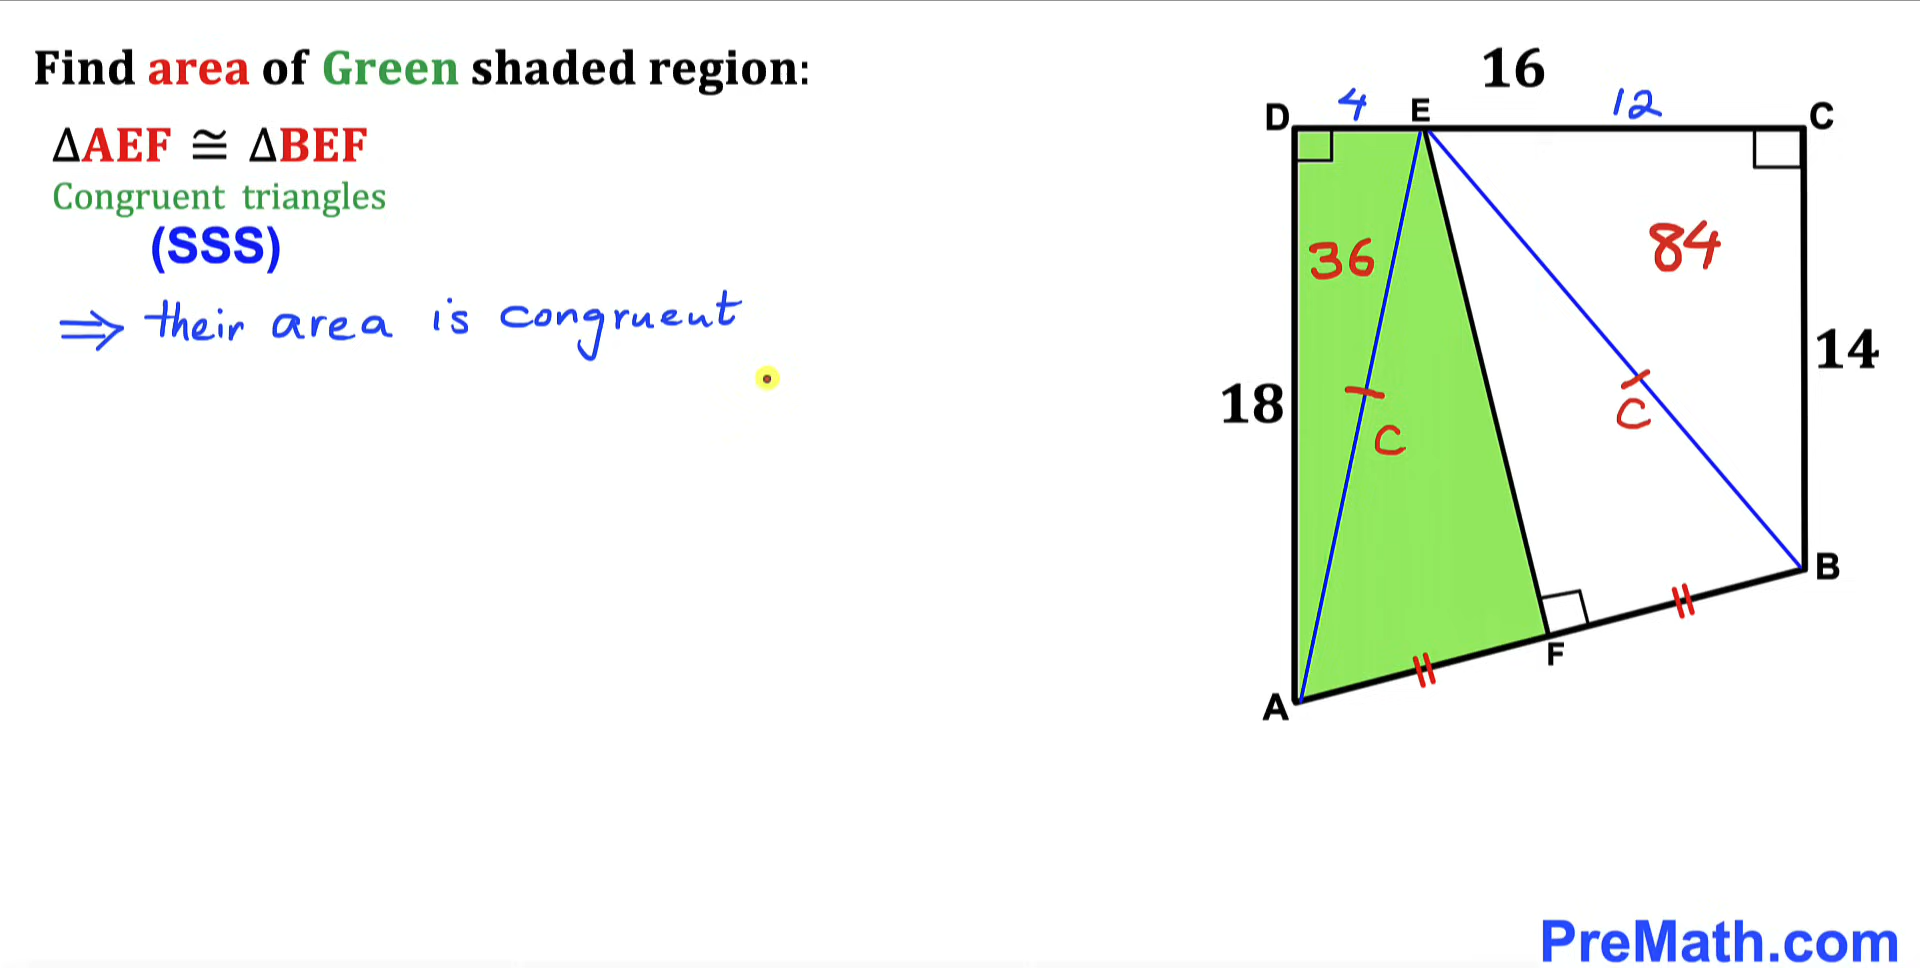 Find area of Green shaded region:
ΔAEF ≅ ΔBEF
Congruent triangles
(SSS)
⇒ their area is congruent
16
D 4 E 12 C
36
84
14
18
C
C
B
F
A
PreMath.com